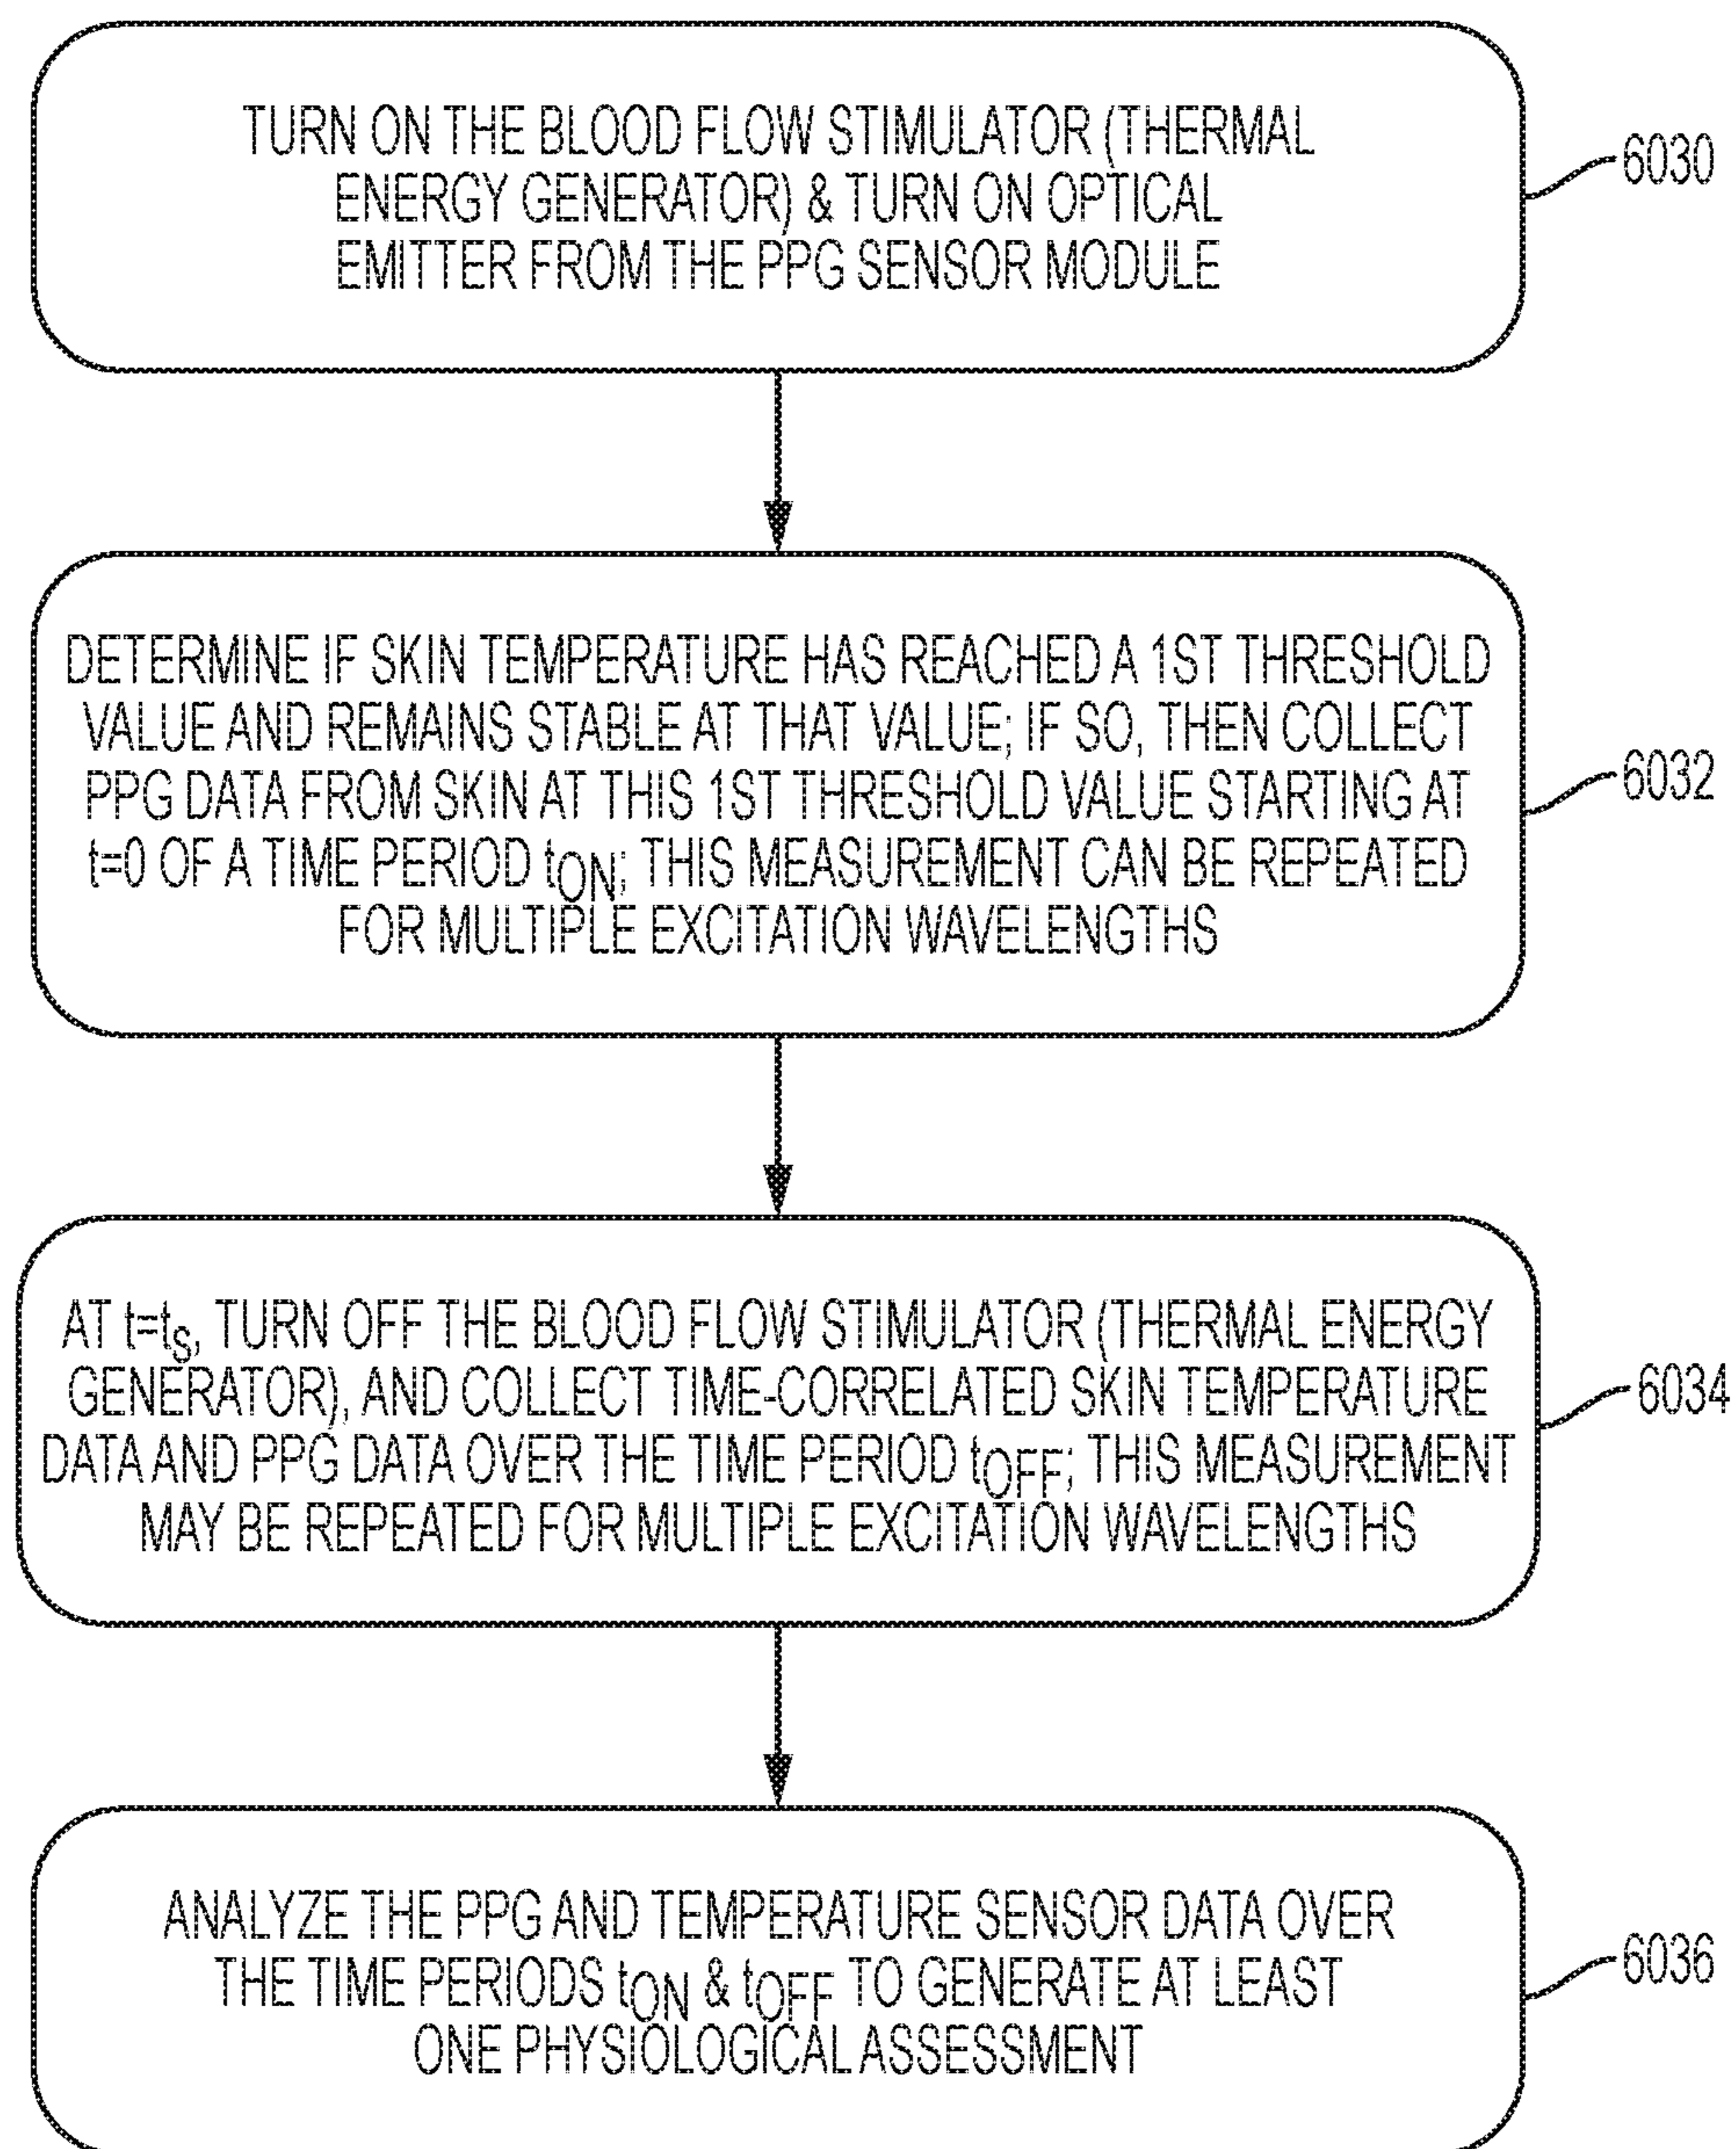 TURN ON THE BLOOD FLOW STIMULATOR (THERMAL
ENERGY GENERATOR) & TURN ON OPTICAL
EMITTER FROM THE PPG SENSOR MODULE
6030
DETERMINE IF SKIN TEMPERATURE HAS REACHED A 1ST THRESHOLD
VALUE AND REMAINS STABLE AT THAT VALUE; IF SO, THEN COLLECT
PPG DATA FROM SKIN AT THIS 1ST THRESHOLD VALUE STARTING AT
t=0 OF A TIME PERIOD tON; THIS MEASUREMENT CAN BE REPEATED
FOR MULTIPLE EXCITATION WAVELENGTHS
6032
AT t=tS, TURN OFF THE BLOOD FLOW STIMULATOR (THERMAL ENERGY
GENERATOR), AND COLLECT TIME-CORRELATED SKIN TEMPERATURE
DATA AND PPG DATA OVER THE TIME PERIOD tOFF; THIS MEASUREMENT
MAY BE REPEATED FOR MULTIPLE EXCITATION WAVELENGTHS
6034
ANALYZE THE PPG AND TEMPERATURE SENSOR DATA OVER
THE TIME PERIODS tON & tOFF TO GENERATE AT LEAST
ONE PHYSIOLOGICAL ASSESSMENT
6036